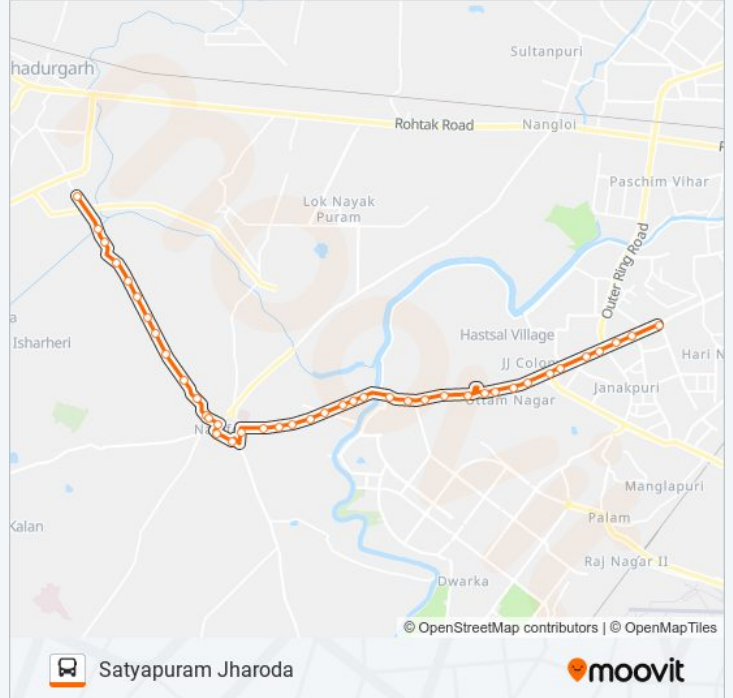 Sultanpuri
hadurgarh
Rohtak Road
Nangloi
Paschim Vihar
Lok Nayak
Puram
Outer Ring Road
a
Isharheri
Hastsal Village
JJ Colon
Hari N
Janakpuri
Uttam Nagar
Na
Manglapuri
Palam
Kalan
Raj Nagar II
Dwarka
© OpenStreetMap contributors | © OpenMapTiles
Satyapuram Jharoda
moovit
moovit